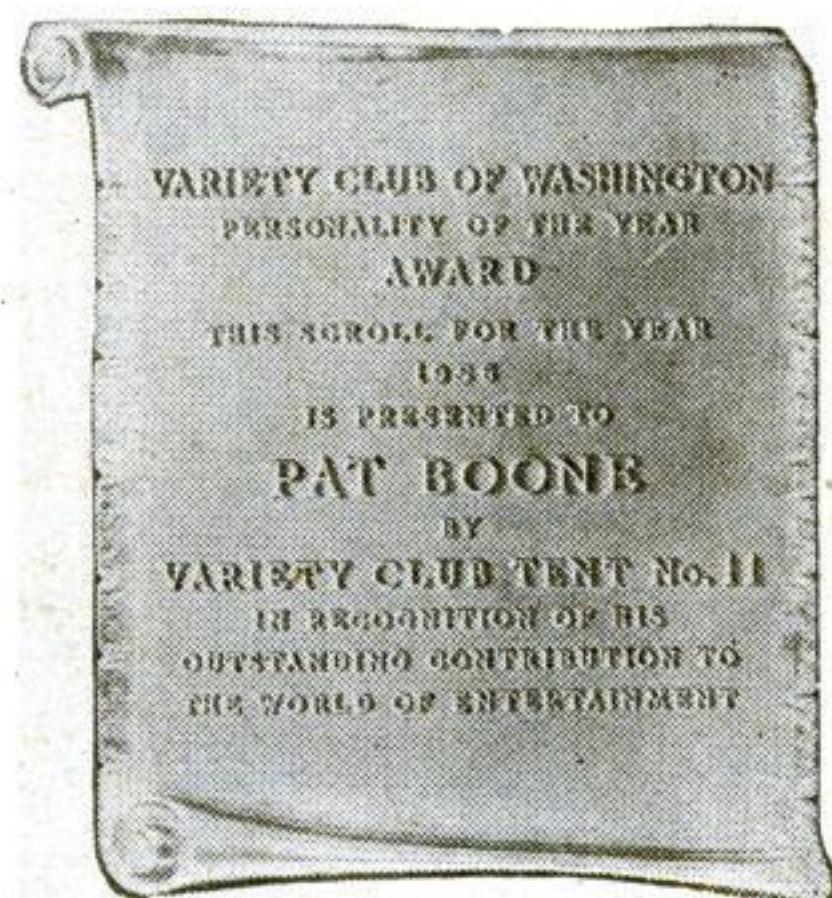 VARIETY CLUB OF WASHINGTON
PERSONALITY OF THE YEAR
AWARD
THIS SCROLL FOR THE YEAR
IS PRESENTED TO
PAT BOONE
BY
VARIETY CLUB TENT No. 11
IN RECOGNITION OF HIS
OUTSTANDING CONTRIBUTION TO
THE WORLD OF ENTERTAINMENT